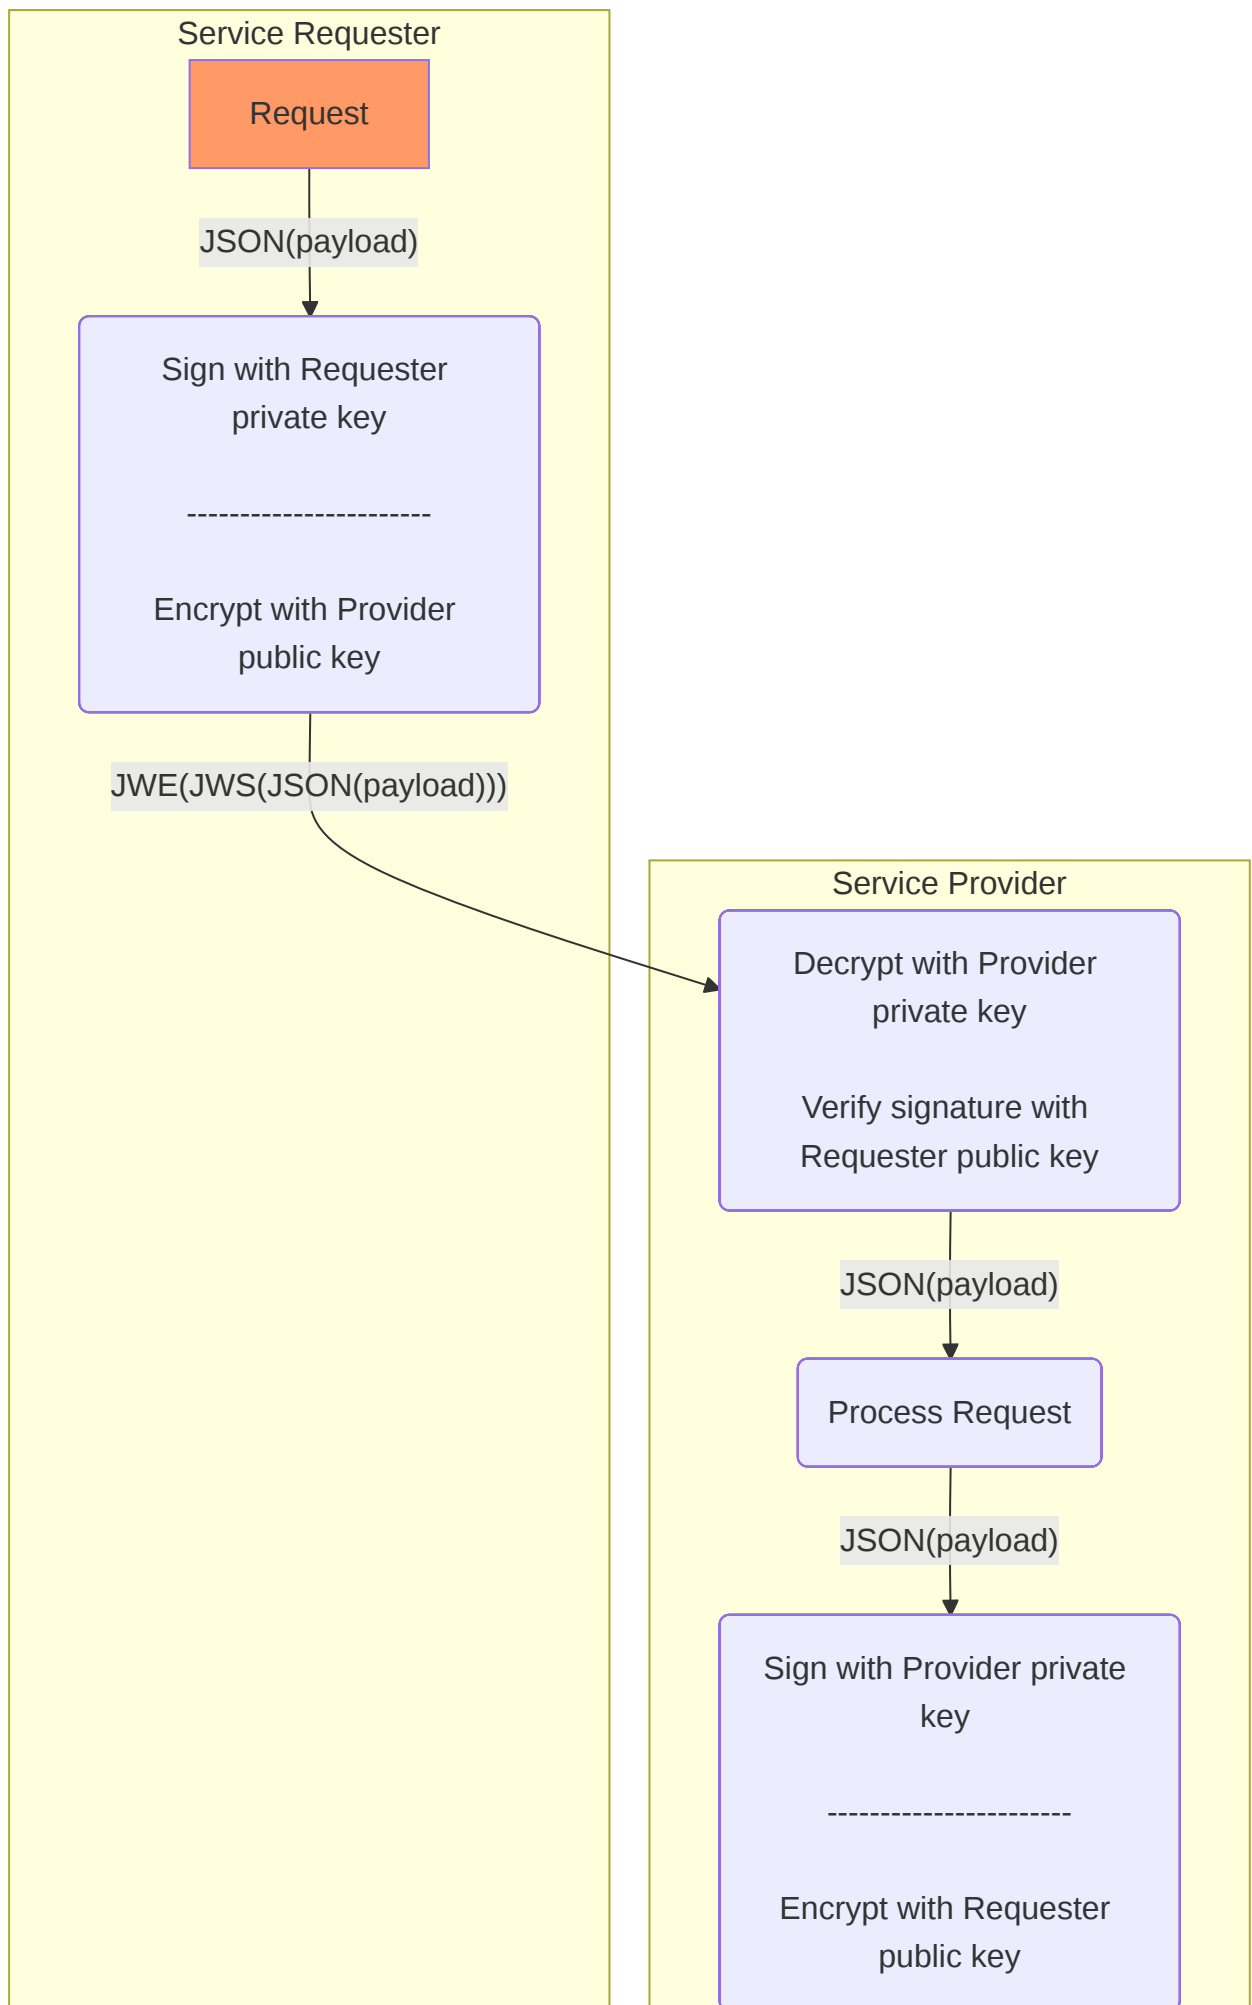 Service Requester
Request
JSON(payload)
Sign with Requester
private key
-----------------------
Encrypt with Provider
public key
JWE(JWS(JSON(payload)))
Service Provider
Decrypt with Provider
private key
Verify signature with
Requester public key
JSON(payload)
Process Request
JSON(payload)
Sign with Provider private
key
-----------------------
Encrypt with Requester
public key